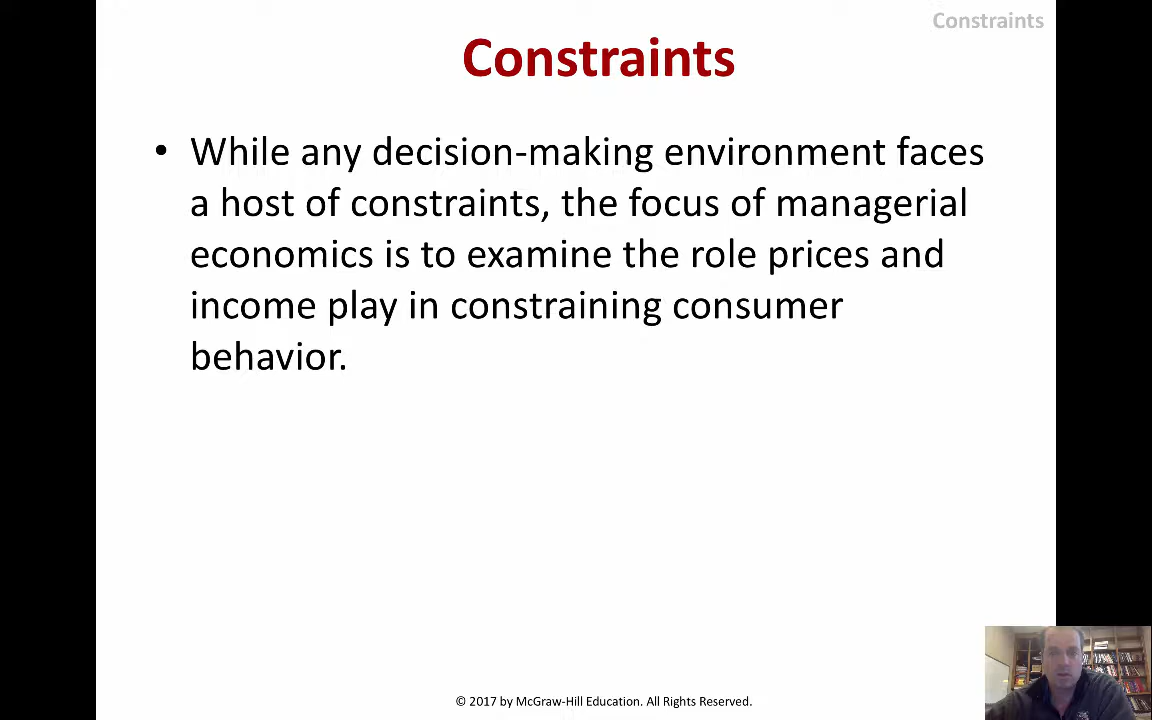 Constraints
Constraints
• While any decision-making environment faces
a host of constraints, the focus of managerial
economics is to examine the role prices and
income play in constraining consumer
behavior.
© 2017 by McGraw-Hill Education. All Rights Reserved.